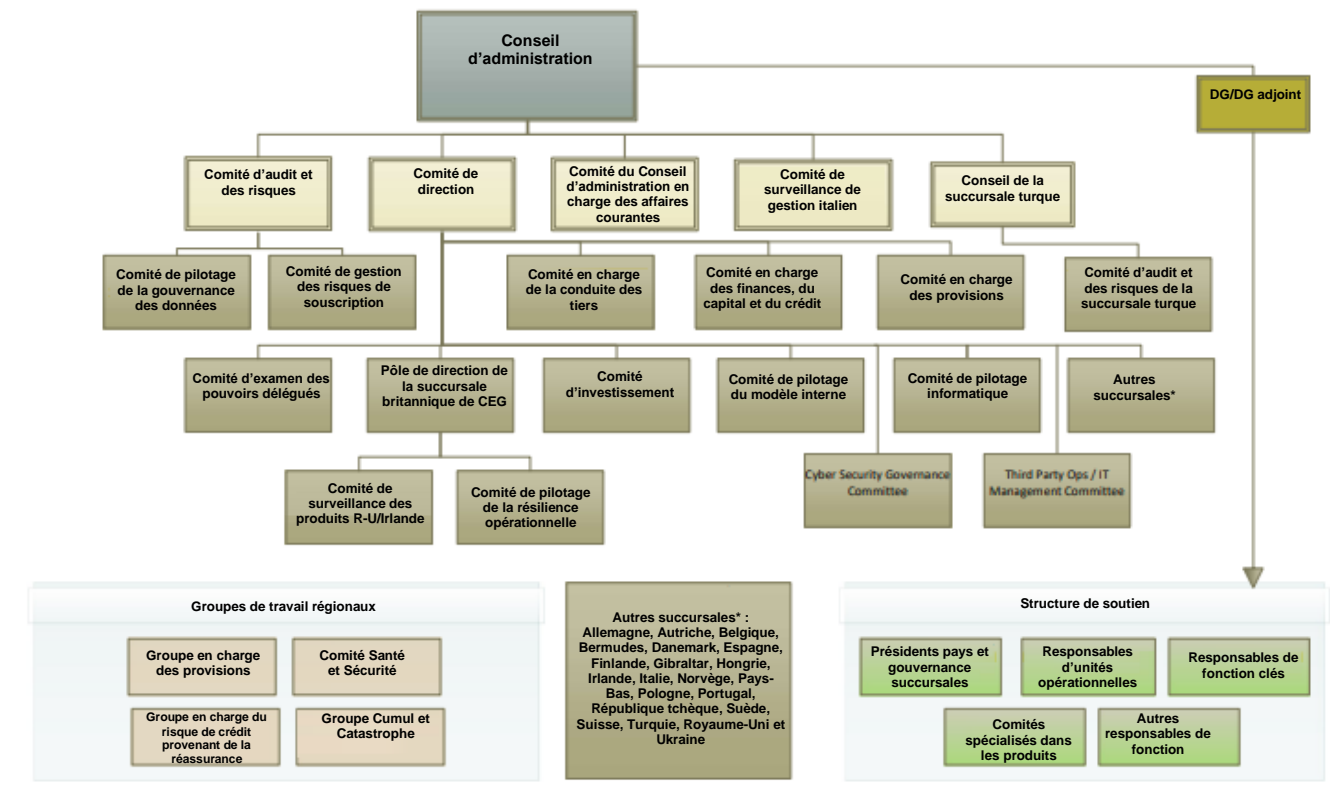 Conseil
d’administration
DG/DG adjoint
Comité d’audit et
des risques
Comité de
direction
Comité du Conseil
d’administration en
charge des affaires
courantes
Comité de
surveillance de
gestion italien
Conseil de la
succursale turque
Comité de pilotage
de la gouvernance
des données
Comité de gestion
des risques de
souscription
Comité en charge
de la conduite des
tiers
Comité en charge
des finances, du
capital et du crédit
Comité en charge
des provisions
Comité d’audit et
des risques de la
succursale turque
Comité d’examen des
pouvoirs délégués
Pôle de direction de
la succursale
britannique de CEG
Comité
d’investissement
Comité de pilotage
du modèle interne
Comité de pilotage
informatique
Autres
succursales*
Comité de
surveillance des
produits R-U/Irlande
Comité de pilotage
de la résilience
opérationnelle
Cyber Security Governance
Committee
Third Party Ops / IT
Management Committee
Groupes de travail régionaux
Groupe en charge
des provisions
Comité Santé
et Sécurité
Groupe en charge du
risque de crédit
provenant de la
réassurance
Groupe Cumul et
Catastrophe
Autres succursales* :
Allemagne, Autriche, Belgique,
Bermudes, Danemark, Espagne,
Finlande, Gibraltar, Hongrie,
Irlande, Italie, Norvège, Pays-
Bas, Pologne, Portugal,
République tchèque, Suède,
Suisse, Turquie, Royaume-Uni et
Ukraine
Structure de soutien
Présidents pays et
gouvernance
succursales
Responsables
d’unités
opérationnelles
Responsables de
fonction clés
Comités
spécialisés dans
les produits
Autres
responsables de
fonction